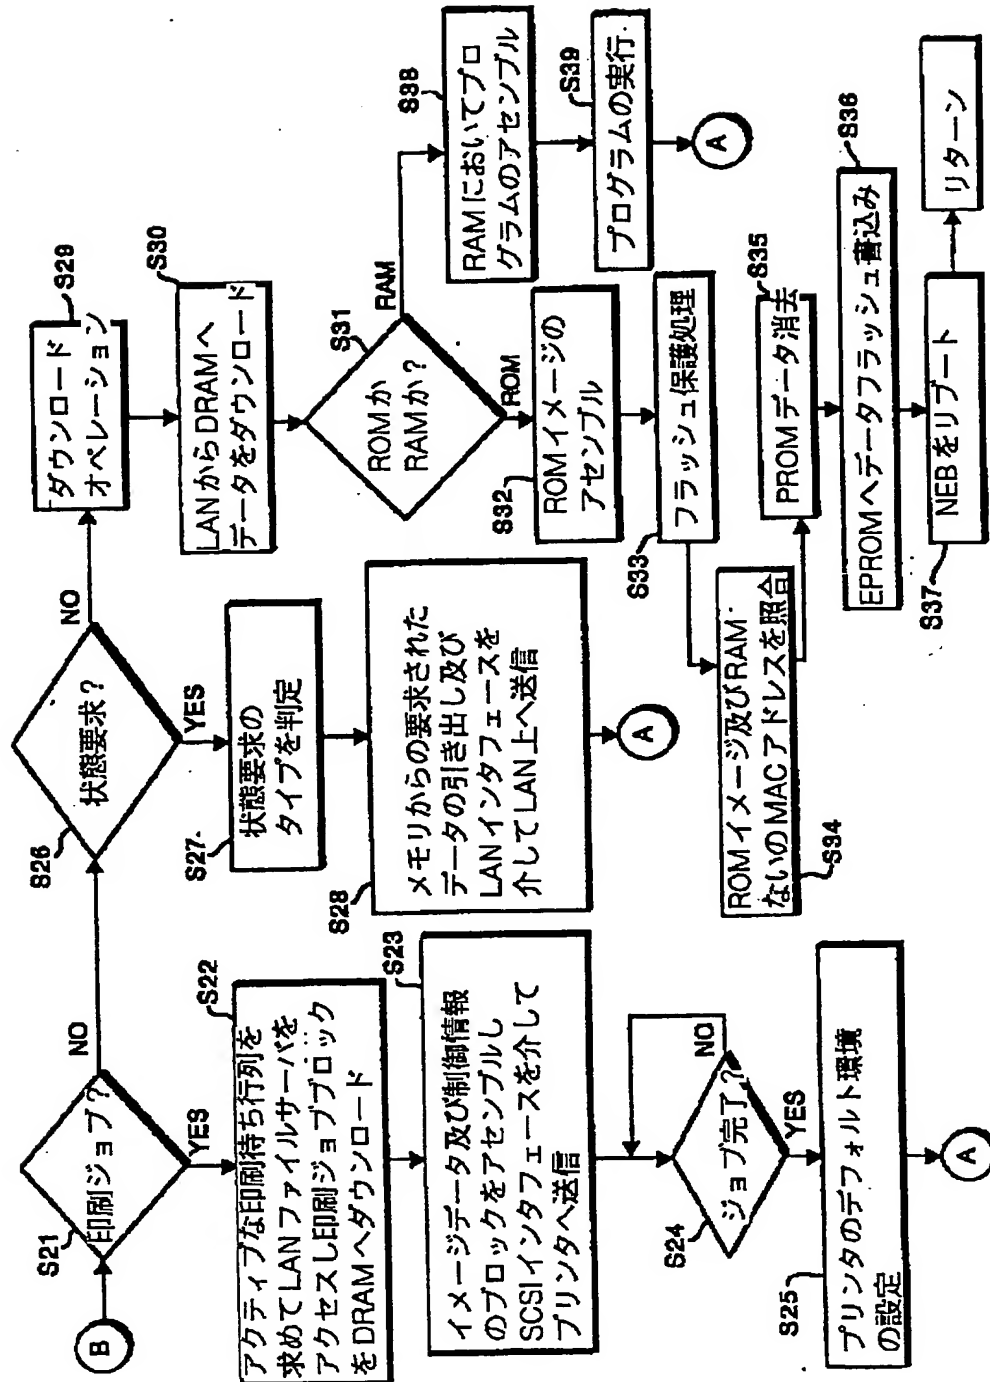 B
S21
印刷ジョブ?
NO
YES
S22
アクティブな印刷待ち行列を
求めてLANファイルサーバを
アクセスし印刷ジョブブロック
をDRAMへダウンロード
S23
イメージデータ及び制御情報
のブロックをアセンブルし
SCSIインタフェースを介して
プリンタへ送信
S24
ジョブ完了?
NO
YES
S25
プリンタのデフォルト環境
の設定
A
S26
状態要求?
NO
YES
S27
状態要求の
タイプを判定
S28
メモリからの要求された
データの引き出し及び
LANインタフェースを
介してLAN上へ送信
A
S29
ダウンロード
オペレーション
S30
LANからDRAMへ
データをダウンロード
S31
ROMか
RAMか?
RAM
ROM
S32
ROMイメージの
アセンブル
S33
フラッシュ保護処理
S34
ROMイメージ及びRAM
ないのMACアドレスを照合
S35
PROMデータ消去
S36
EPROMへデータフラッシュ書込み
S37
NEBをリブート
リターン
S38
RAMにおいてプロ
グラムのアセンブル
S39
プログラムの実行
A